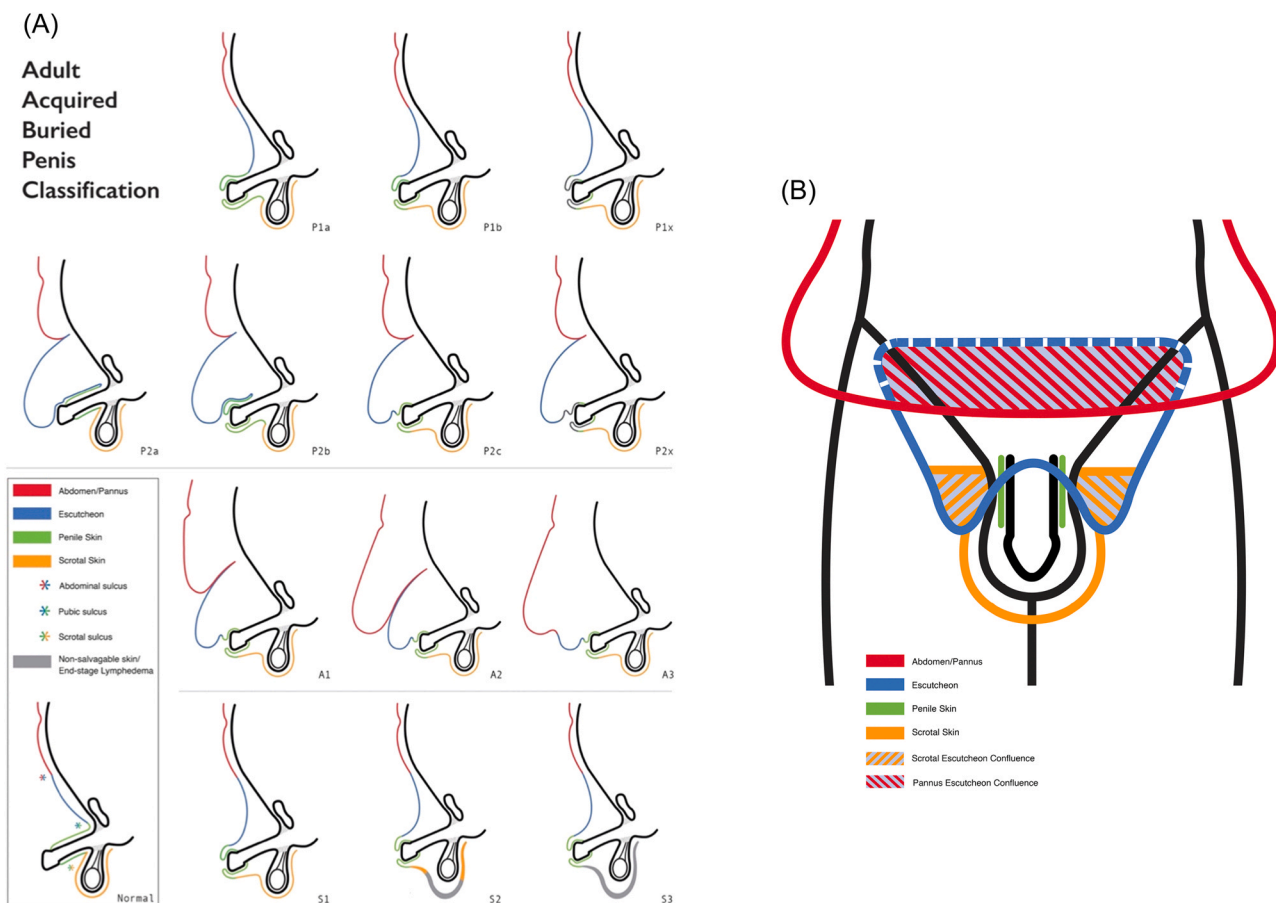 (A)
Adult
Acquired
Buried
Penis
Classification
P1a
P1b
P1x
P2a
P2b
P2c
P2x
Abdomen/Pannus
Escutcheon
Penile Skin
Scrotal Skin
Abdominal sulcus
Pubic sulcus
Scrotal sulcus
Non-salvagable skin/
End-stage Lymphedema
A1
A2
A3
Normal
S1
S2
S3
(B)
Abdomen/Pannus
Escutcheon
Penile Skin
Scrotal Skin
Scrotal Escutcheon Confluence
Pannus Escutcheon Confluence